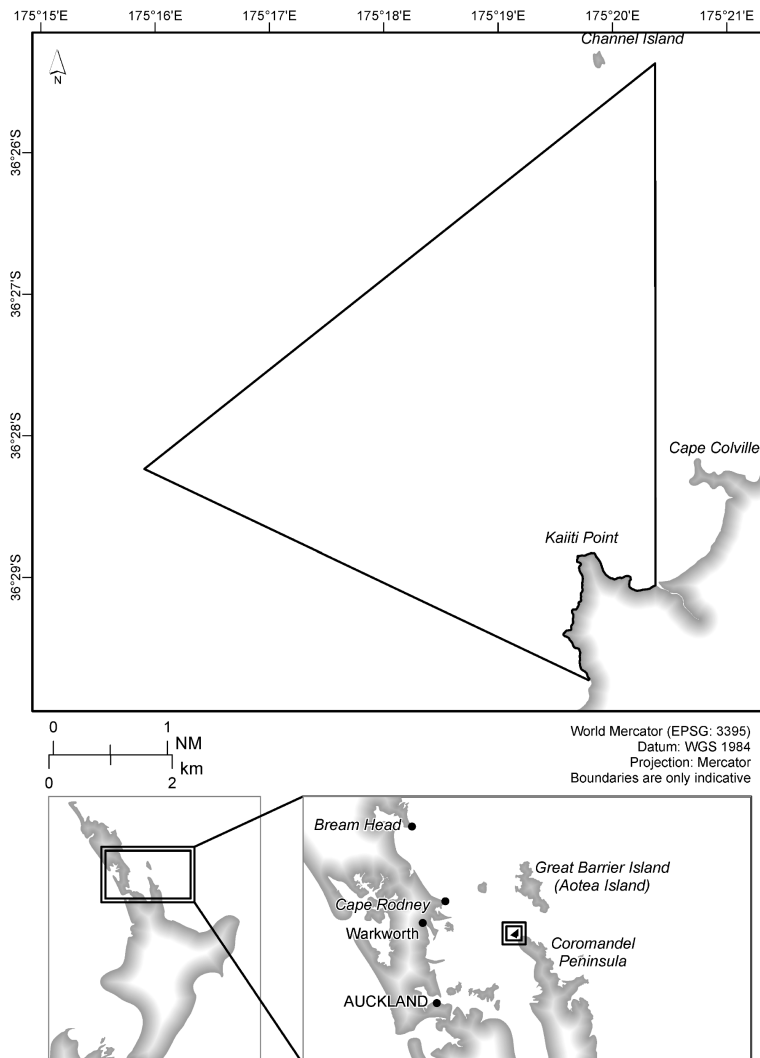 175°15'E 175°16'E 175°17'E 175°18'E 175°19'E 175°20'E 175°21'E
Channel Island
N
36°26'S
36°27'S
36°28'S
Cape Colville
Kaiiti Point
36°29'S
0 1
NM
km
0 2
World Mercator (EPSG: 3395)
Datum: WGS 1984
Projection: Mercator
Boundaries are only indicative
Bream Head
Great Barrier Island
(Aotea Island)
Cape Rodney
Warkworth
Coromandel
Peninsula
AUCKLAND